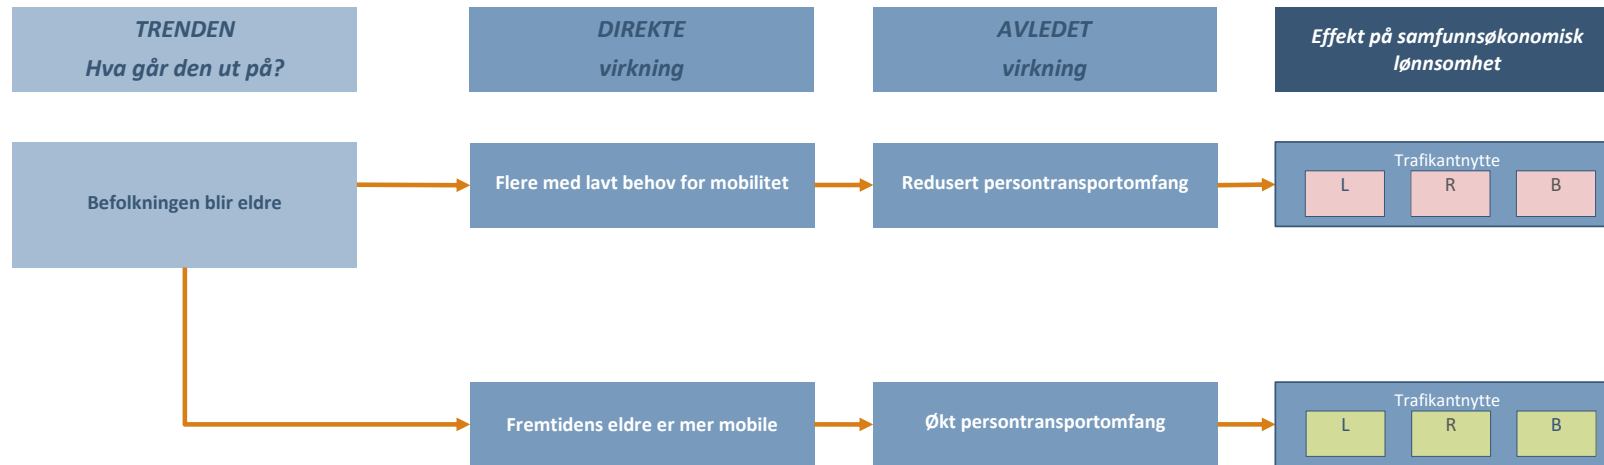 TRENDEN
Hva går den ut på?
DIREKTE
virkning
AVLEDET
virkning
Effekt på samfunnsøkonomisk
lønnsomhet
Befolkningen blir eldre
Flere med lavt behov for mobilitet
Redusert persontransportomfang
Trafikantnytte
L R B
Fremtidens eldre er mer mobile
Økt persontransportomfang
Trafikantnytte
L R B